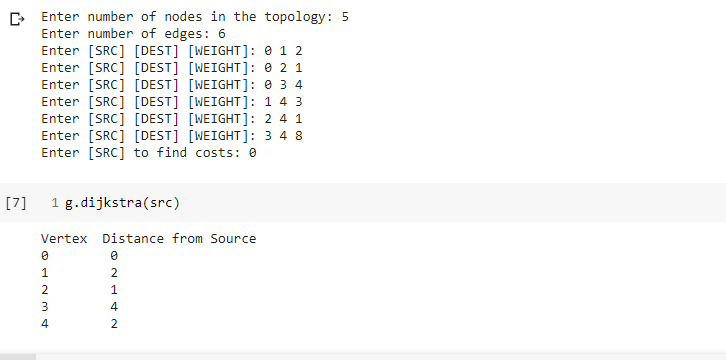 Enter number of nodes in the topology: 5
Enter number of edges: 6
Enter [SRC] [DEST] [WEIGHT]: 0 1 2
Enter [SRC] [DEST] [WEIGHT]: 0 2 1
Enter [SRC] [DEST] [WEIGHT]: 0 3 4
Enter [SRC] [DEST] [WEIGHT]: 1 4 3
Enter [SRC] [DEST] [WEIGHT]: 2 4 1
Enter [SRC] [DEST] [WEIGHT]: 3 4 8
Enter [SRC] to find costs: 0
[7] 1 g.dijkstra(src)
Vertex Distance from Source
0 0
1 2
2 1
3 4
4 2